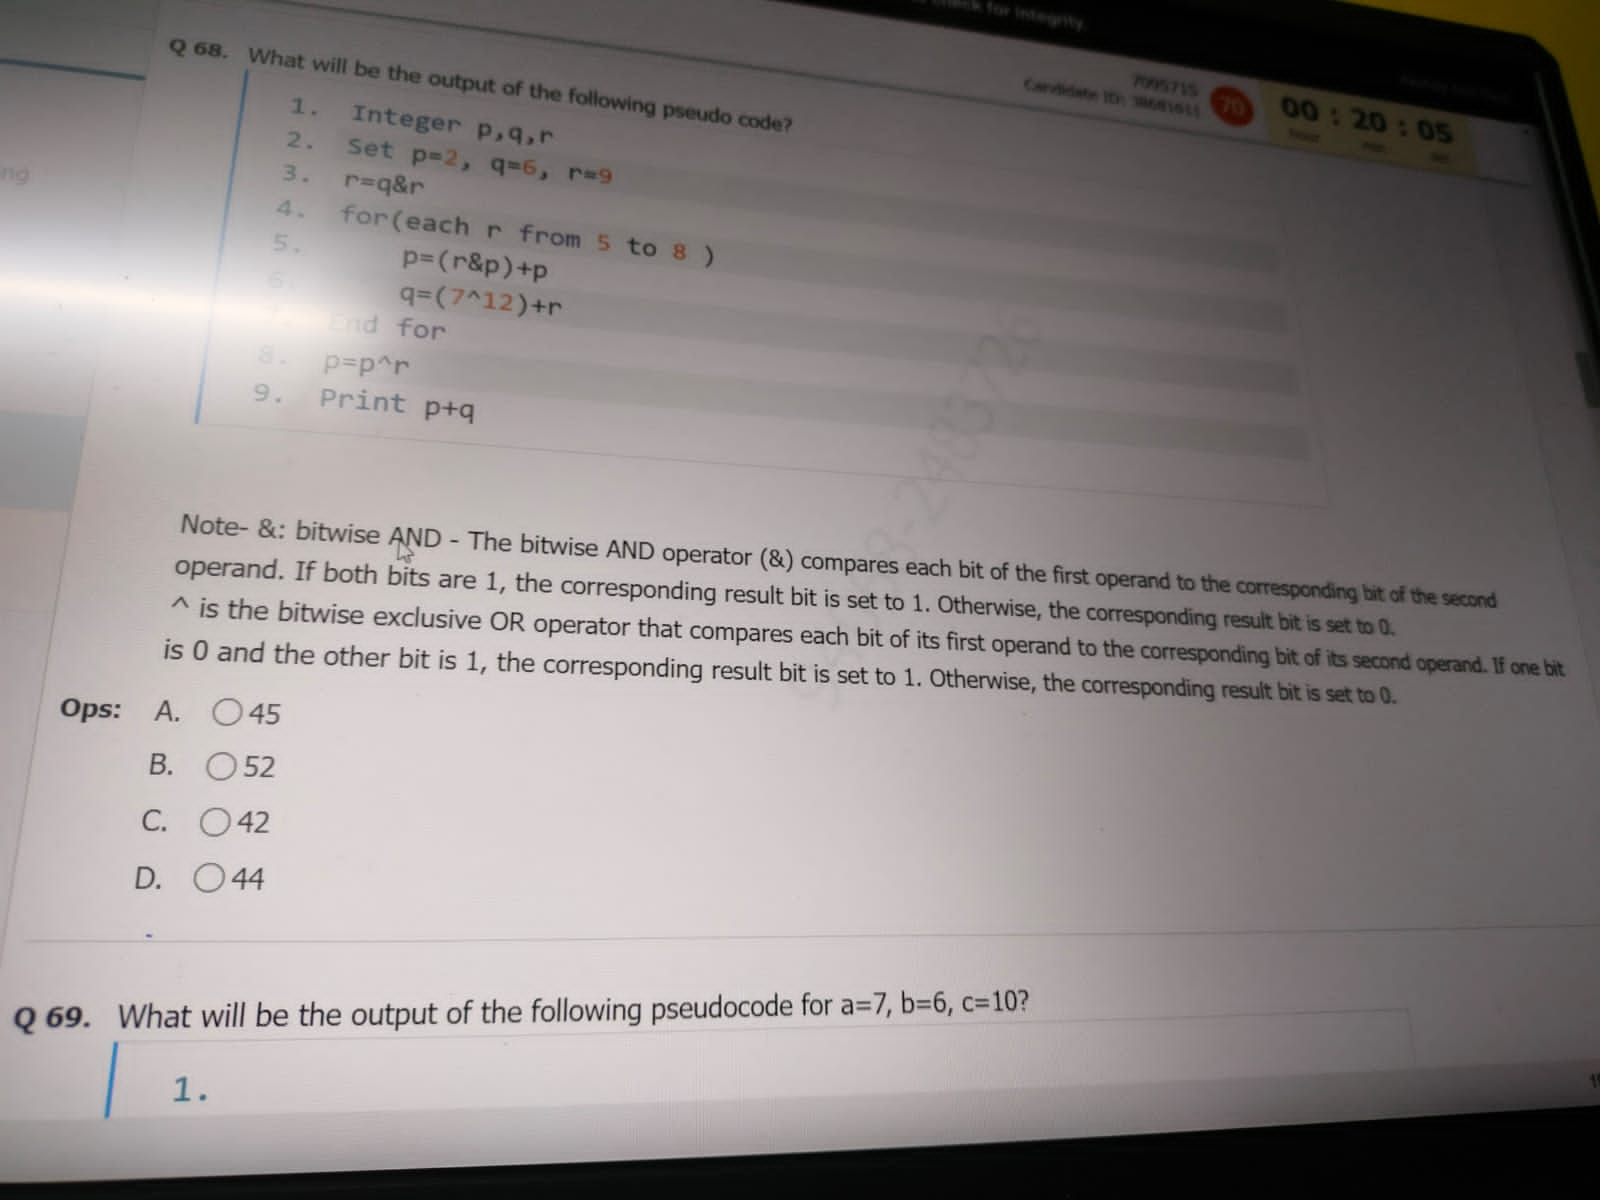 check for integrity.
7095715
Candidate ID:
70
00 : 20 : 05
hour min sec
ng
Q 68. What will be the output of the following pseudo code?
1. Integer p,q,r
2. Set p=2, q=6, r=9
3. r=q&r
4. for(each r from 5 to 8 )
5. p=(r&p)+p
6. q=(7^12)+r
7. End for
8. p=p^r
9. Print p+q
Note- &: bitwise AND - The bitwise AND operator (&) compares each bit of the first operand to the corresponding bit of the second
operand. If both bits are 1, the corresponding result bit is set to 1. Otherwise, the corresponding result bit is set to 0.
^ is the bitwise exclusive OR operator that compares each bit of its first operand to the corresponding bit of its second operand. If one bit
is 0 and the other bit is 1, the corresponding result bit is set to 1. Otherwise, the corresponding result bit is set to 0.
Ops: A. 45
B. 52
C. 42
D. 44
Q 69. What will be the output of the following pseudocode for a=7, b=6, c=10?
1.